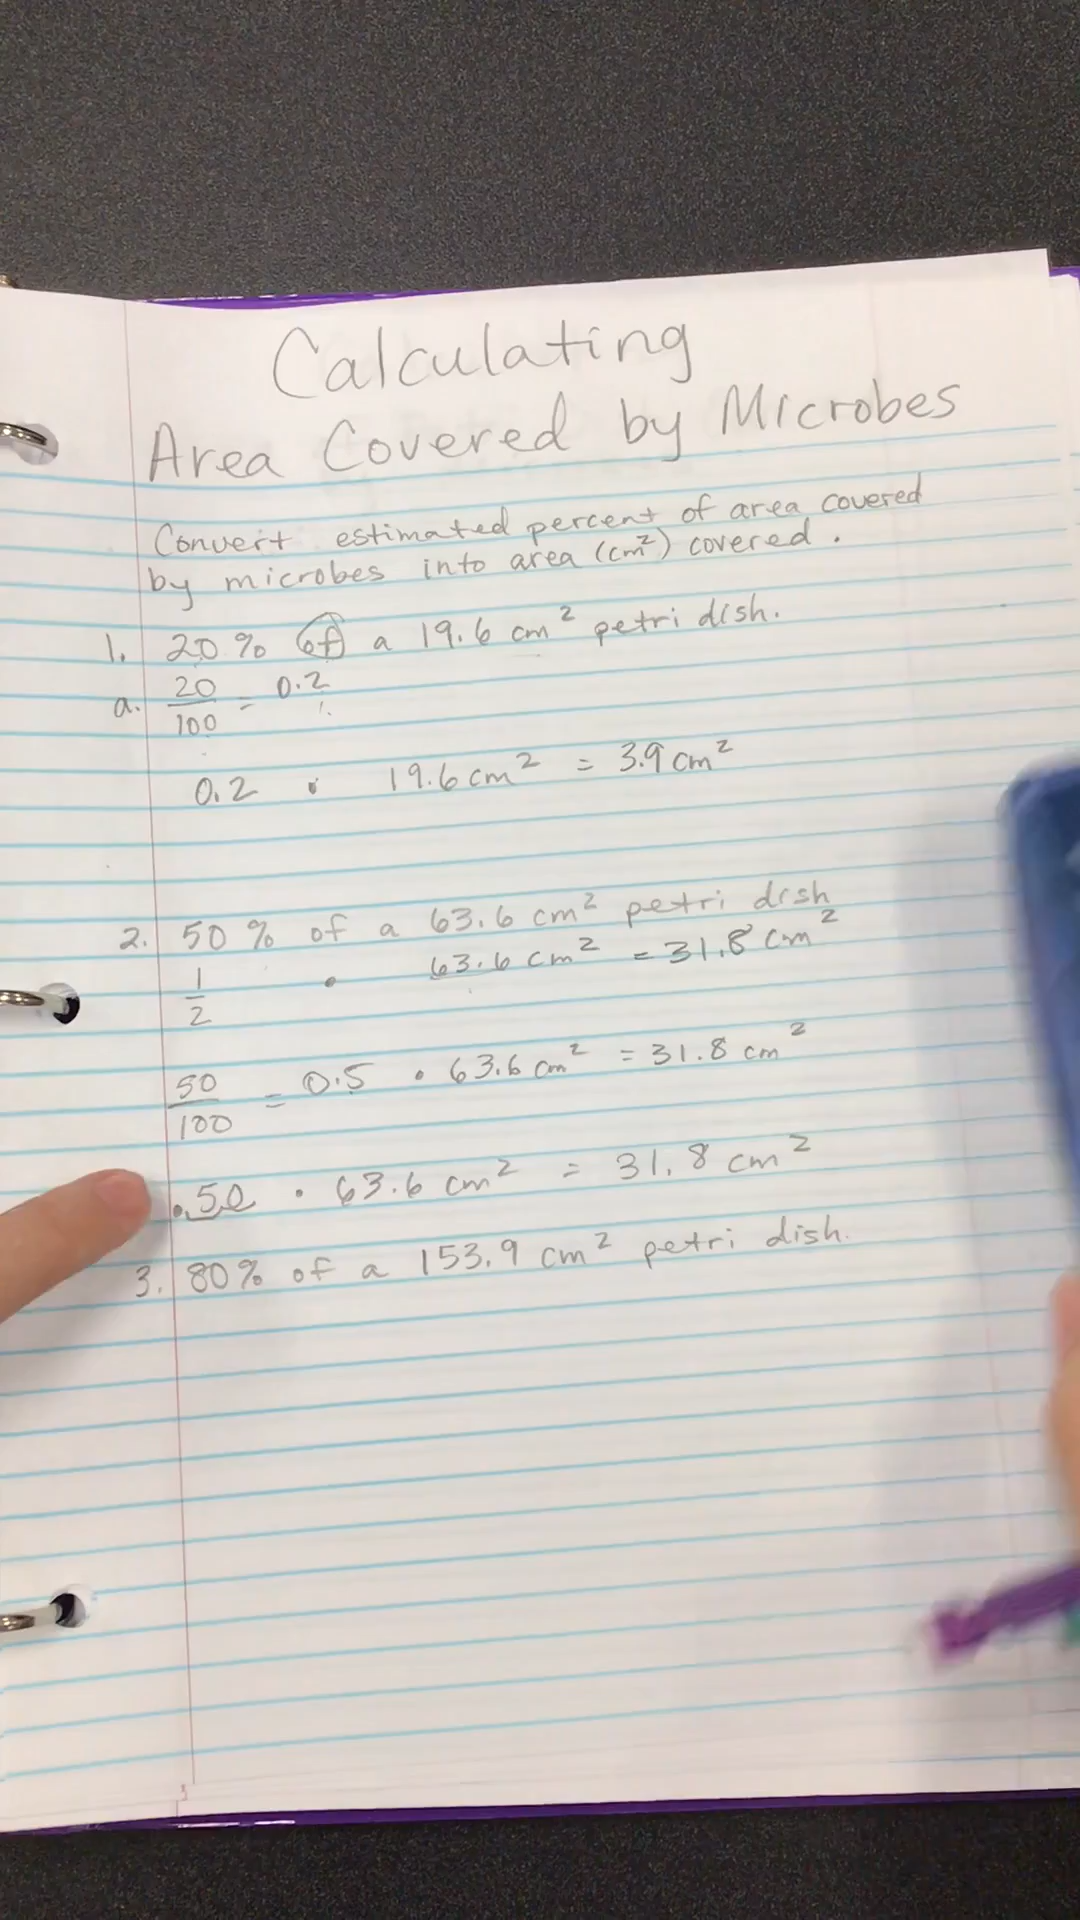 Calculating
Area Covered by Microbes
Convert estimated percent of area covered
by microbes into area (cm²) covered.
1. 20% of a 19.6 cm² petri dish.
a. 20/100 = 0.2
0.2 • 19.6 cm² = 3.9 cm²
2. 50% of a 63.6 cm² petri dish
1/2 • 63.6 cm² = 31.8 cm²
50/100 = 0.5 • 63.6 cm² = 31.8 cm²
.50 • 63.6 cm² = 31.8 cm²
3. 80% of a 153.9 cm² petri dish.